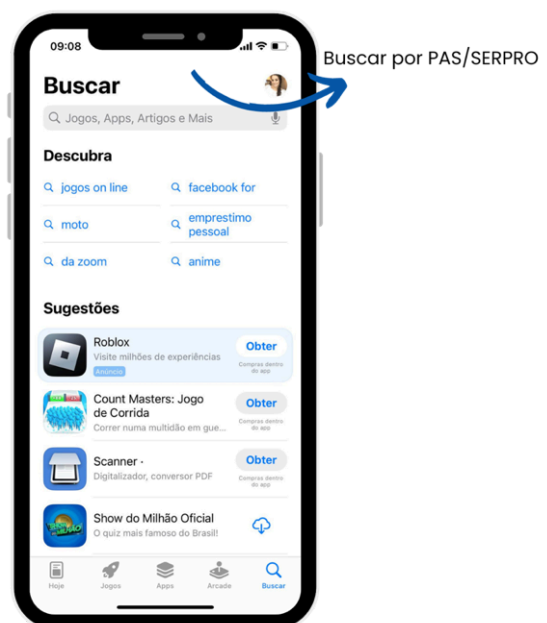 09:08
Buscar por PAS/SERPRO
Buscar
Jogos, Apps, Artigos e Mais
Descubra
jogos on line
facebook for
moto
emprestimo
pessoal
da zoom
anime
Sugestões
Roblox
Visite milhões de experiências
Anúncio
Obter
Compras dentro
do app
Count Masters: Jogo
de Corrida
Correr numa multidão em gue...
Obter
Compras dentro
do app
Scanner ·
Digitalizador, conversor PDF
Obter
Compras dentro
do app
Show do Milhão Oficial
O quiz mais famoso do Brasil!
Hoje
Jogos
Apps
Arcade
Buscar